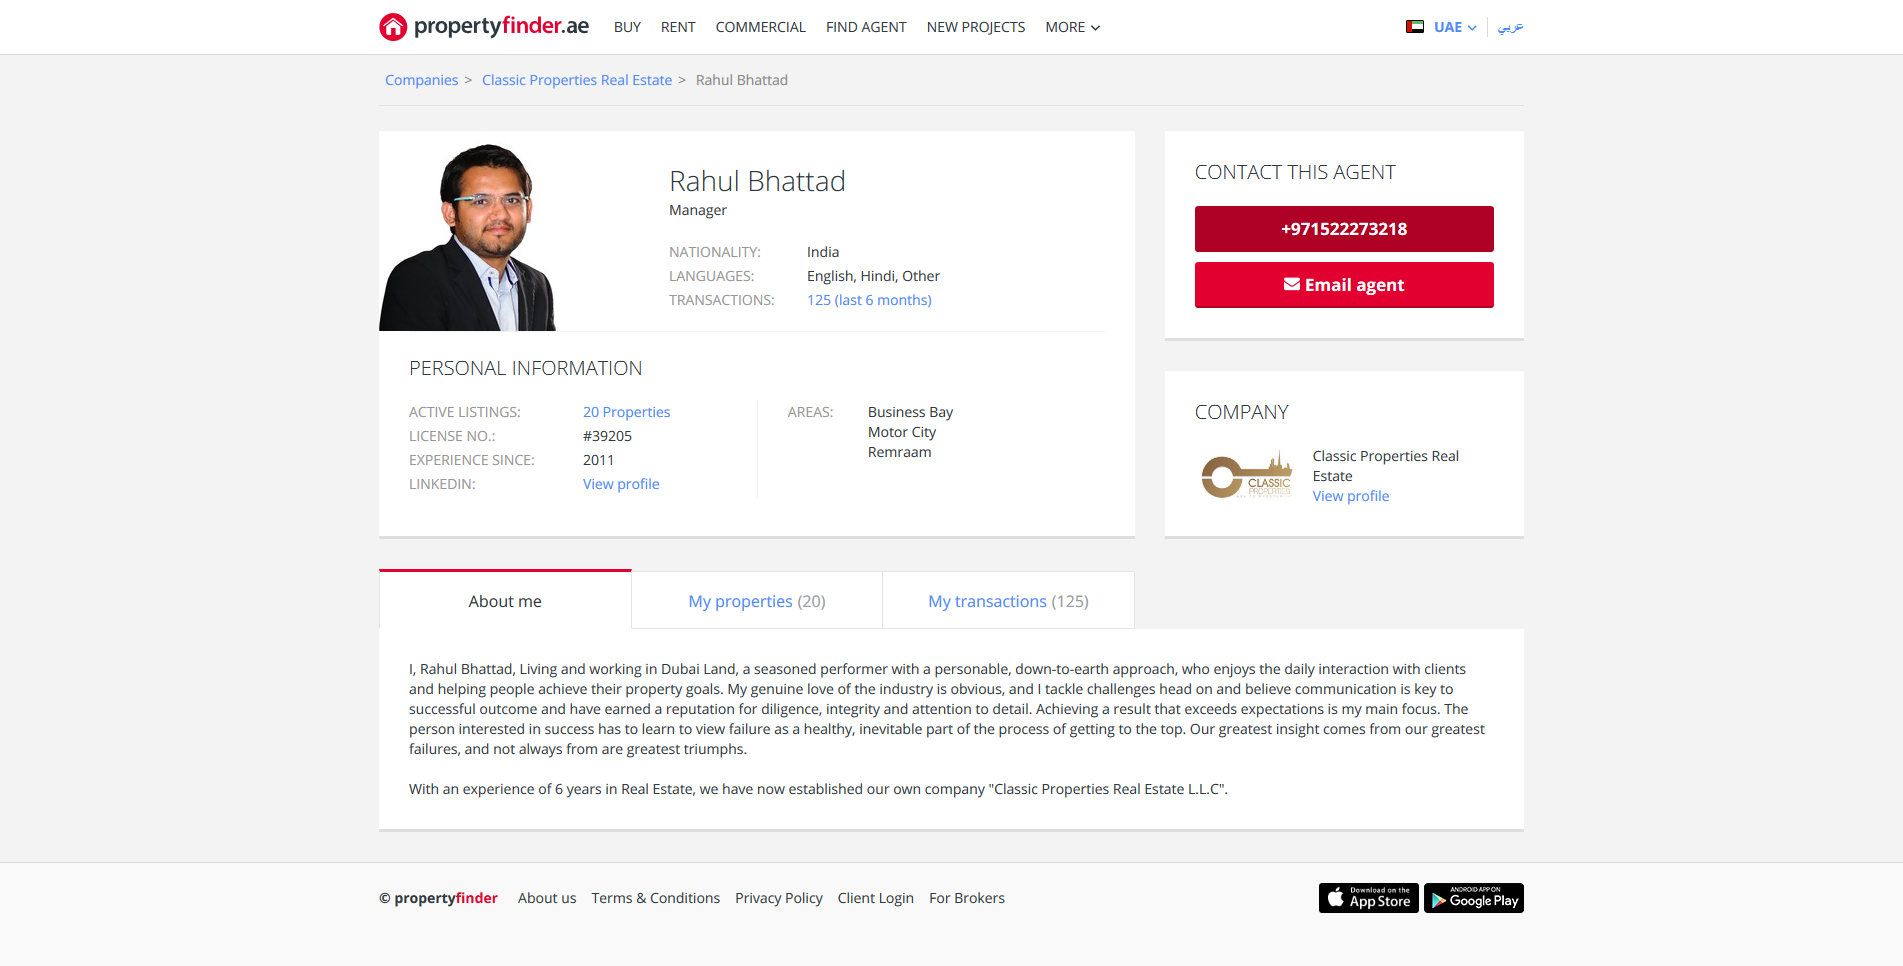 propertyfinder.ae BUY RENT COMMERCIAL FIND AGENT NEW PROJECTS MORE UAE عربي
Companies > Classic Properties Real Estate > Rahul Bhattad
Rahul Bhattad
Manager
NATIONALITY: India
LANGUAGES: English, Hindi, Other
TRANSACTIONS: 125 (last 6 months)
PERSONAL INFORMATION
ACTIVE LISTINGS: 20 Properties
LICENSE NO.: #39205
EXPERIENCE SINCE: 2011
LINKEDIN: View profile
AREAS: Business Bay
Motor City
Remraam
CONTACT THIS AGENT
+971522273218
Email agent
COMPANY
CLASSIC
PROPERTIES
Classic Properties Real
Estate
View profile
About me My properties (20) My transactions (125)
I, Rahul Bhattad, Living and working in Dubai Land, a seasoned performer with a personable, down-to-earth approach, who enjoys the daily interaction with clients
and helping people achieve their property goals. My genuine love of the industry is obvious, and I tackle challenges head on and believe communication is key to
successful outcome and have earned a reputation for diligence, integrity and attention to detail. Achieving a result that exceeds expectations is my main focus. The
person interested in success has to learn to view failure as a healthy, inevitable part of the process of getting to the top. Our greatest insight comes from our greatest
failures, and not always from are greatest triumphs.
With an experience of 6 years in Real Estate, we have now established our own company "Classic Properties Real Estate L.L.C".
© propertyfinder About us Terms & Conditions Privacy Policy Client Login For Brokers
Download on the
App Store
ANDROID APP ON
Google Play